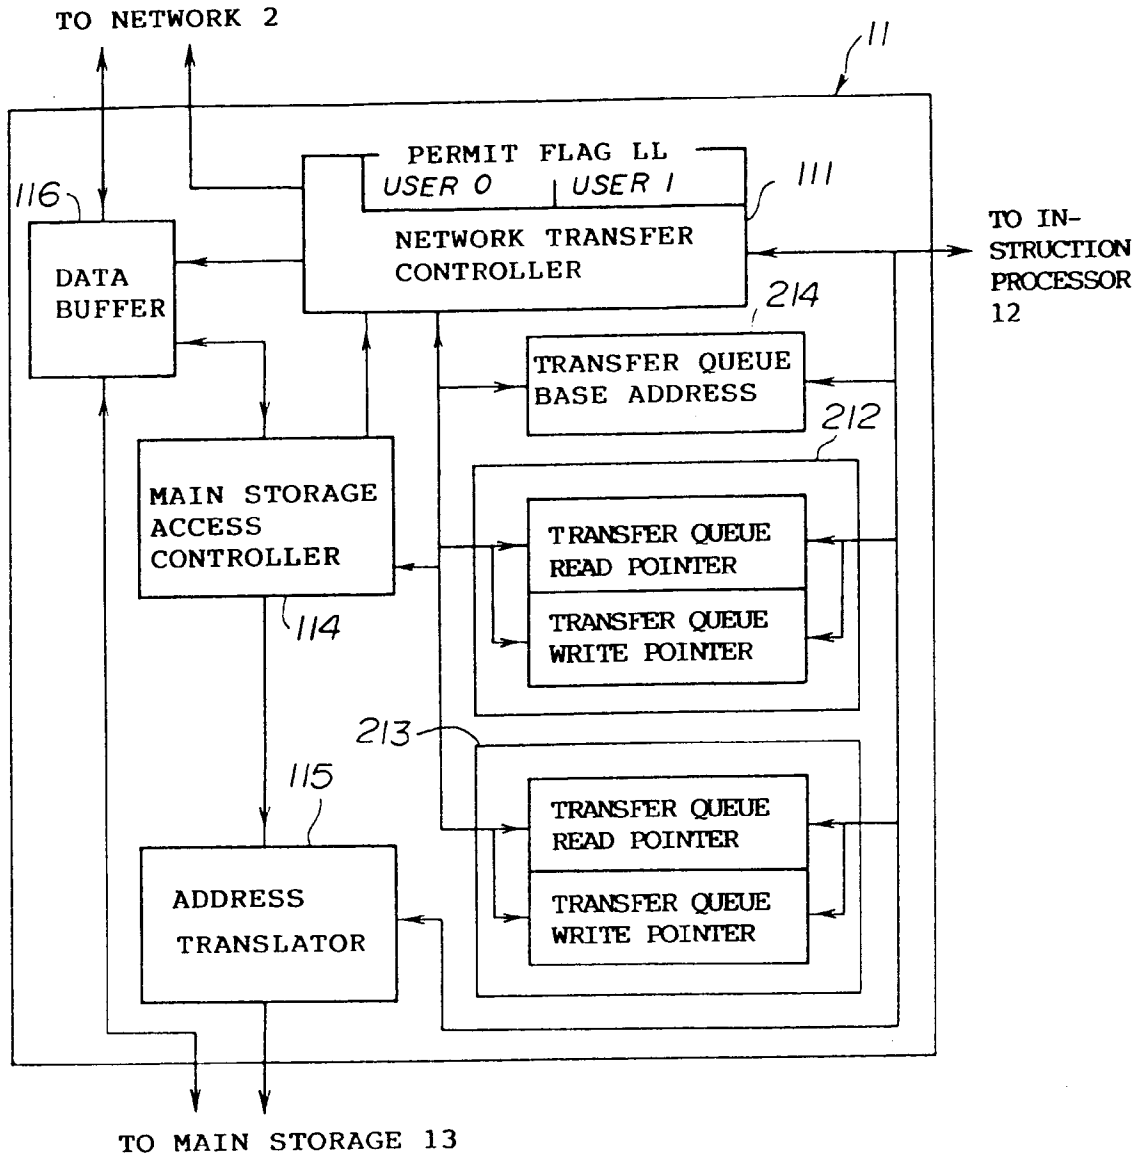 TO NETWORK 2
11
PERMIT FLAG LL
USER 0
USER 1
111
116
DATA
BUFFER
NETWORK TRANSFER
CONTROLLER
TO IN-
STRUCTION
PROCESSOR
12
214
TRANSFER QUEUE
BASE ADDRESS
212
MAIN STORAGE
ACCESS
CONTROLLER
114
TRANSFER QUEUE
READ POINTER
TRANSFER QUEUE
WRITE POINTER
213
115
TRANSFER QUEUE
READ POINTER
TRANSFER QUEUE
WRITE POINTER
ADDRESS
TRANSLATOR
TO MAIN STORAGE 13